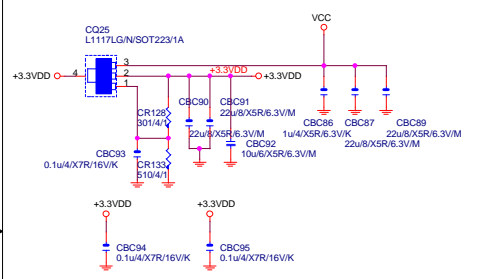 CQ25
L1117LG/N/SOT223/1A
VCC
3
+3.3VDD
4
2
+3.3VDD
+3.3VDD
1
CBC90
CBC91
22u/8/X5R/6.3V/M
CR128
301/4/1
22u/8/X5R/6.3V/M
CBC86
1u/4/X5R/6.3V/K
CBC87
22u/8/X5R/6.3V/M
CBC89
22u/8/X5R/6.3V/M
CBC92
10u/6/X5R/6.3V/M
CBC93
0.1u/4/X7R/16V/K
CR133
510/4/1
+3.3VDD
+3.3VDD
CBC94
0.1u/4/X7R/16V/K
CBC95
0.1u/4/X7R/16V/K